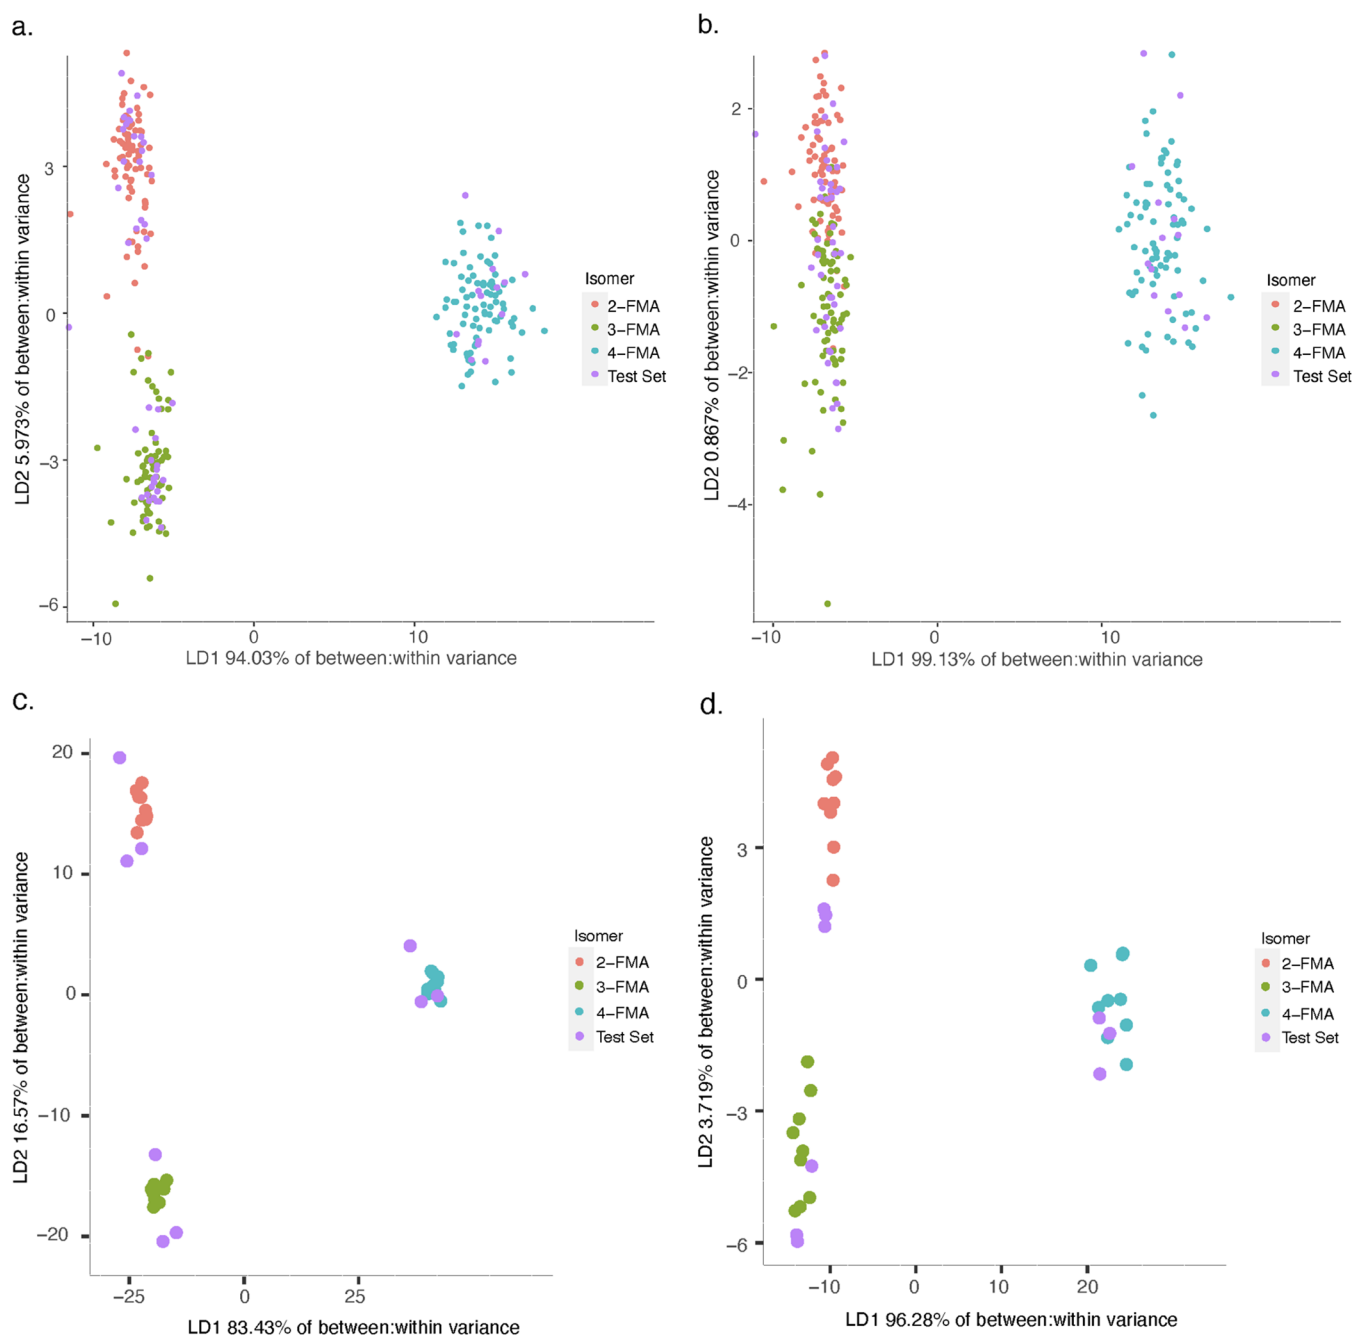 a.
3
0
−3
−6
LD2 5.973% of between:within variance
−10
0
10
LD1 94.03% of between:within variance
Isomer
2−FMA
3−FMA
4−FMA
Test Set
b.
2
0
−2
−4
LD2 0.867% of between:within variance
−10
0
10
LD1 99.13% of between:within variance
Isomer
2−FMA
3−FMA
4−FMA
Test Set
c.
20
10
0
−10
−20
LD2 16.57% of between:within variance
−25
0
25
LD1 83.43% of between:within variance
Isomer
2−FMA
3−FMA
4−FMA
Test Set
d.
3
0
−3
−6
LD2 3.719% of between:within variance
−10
0
10
20
LD1 96.28% of between:within variance
Isomer
2−FMA
3−FMA
4−FMA
Test Set